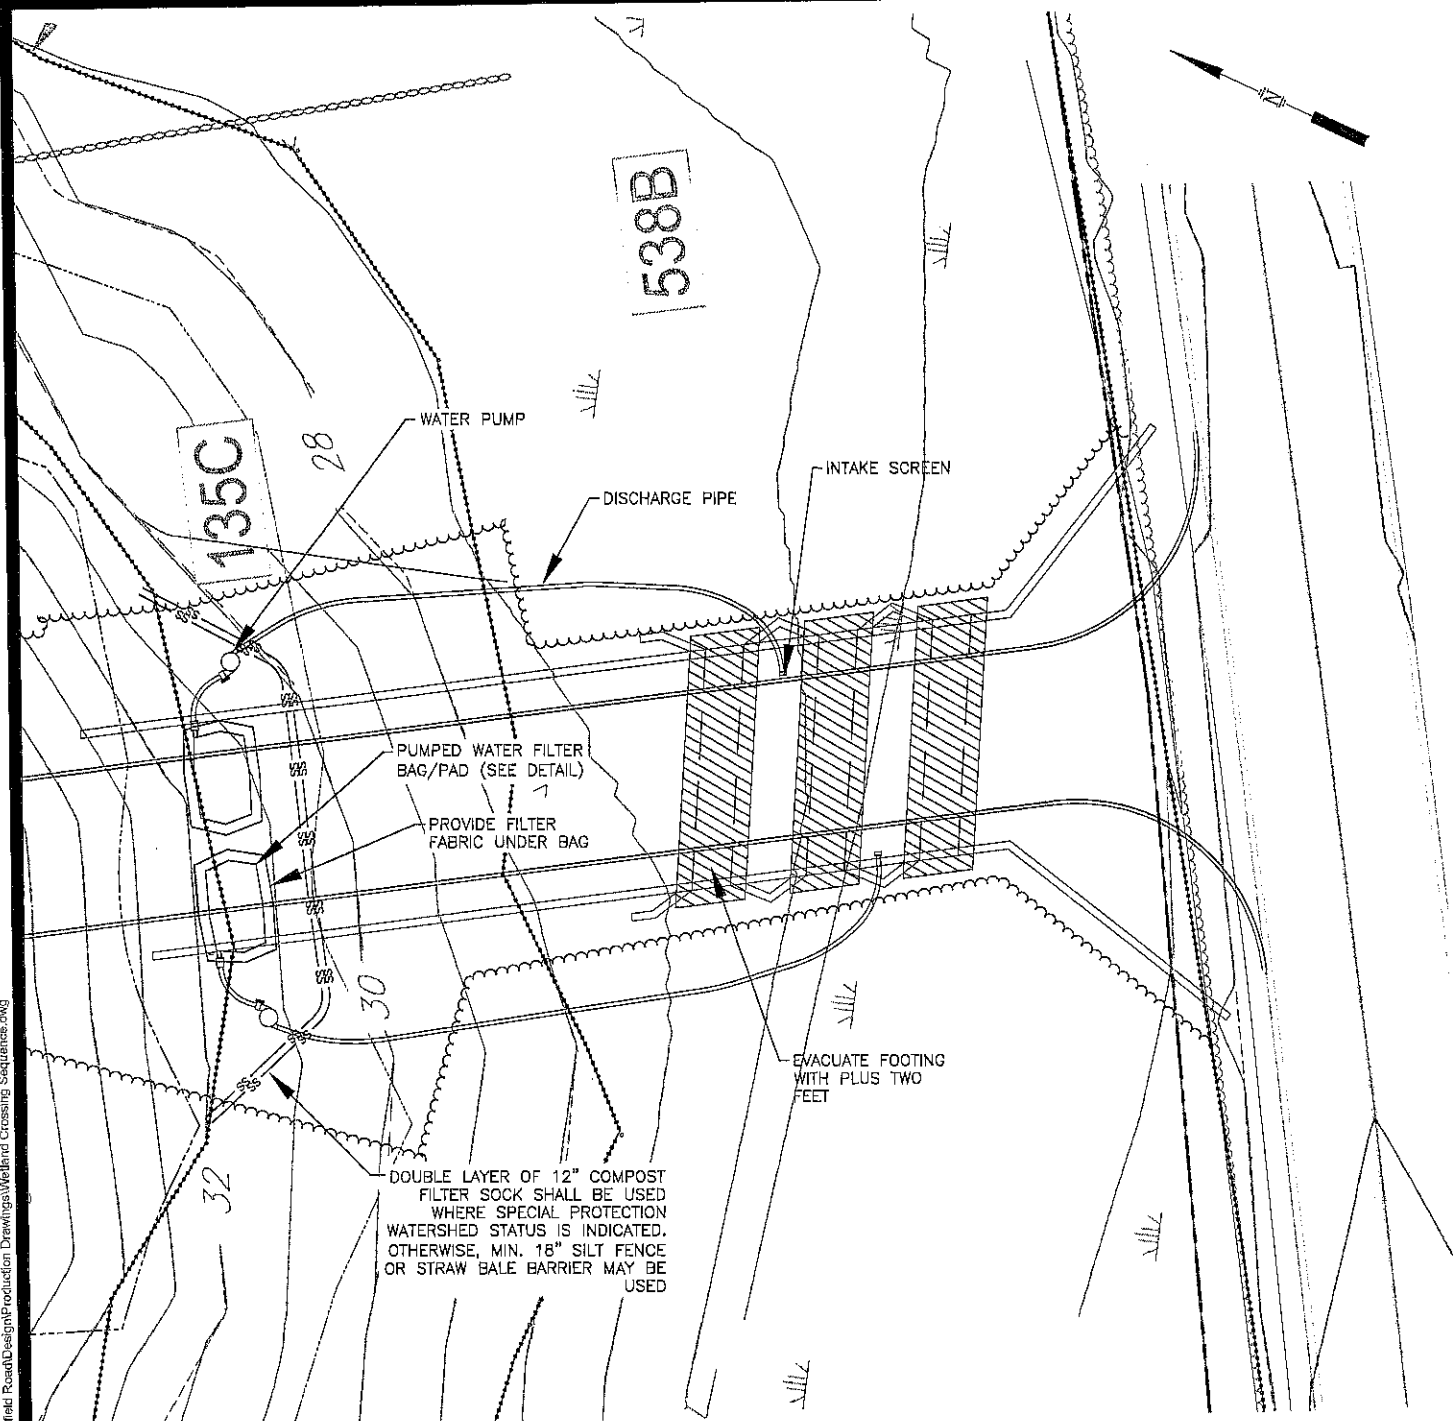 N
538B
WATER PUMP
28
135C
INTAKE SCREEN
DISCHARGE PIPE
PUMPED WATER FILTER
BAG/PAD (SEE DETAIL)
PROVIDE FILTER
FABRIC UNDER BAG
30
EVACUATE FOOTING
WITH PLUS TWO
FEET
32
DOUBLE LAYER OF 12" COMPOST
FILTER SOCK SHALL BE USED
WHERE SPECIAL PROTECTION
WATERSHED STATUS IS INDICATED.
OTHERWISE, MIN. 18" SILT FENCE
OR STRAW BALE BARRIER MAY BE
USED
field Road\Design\Production Drawings\Wetland Crossing Sequence.dwg